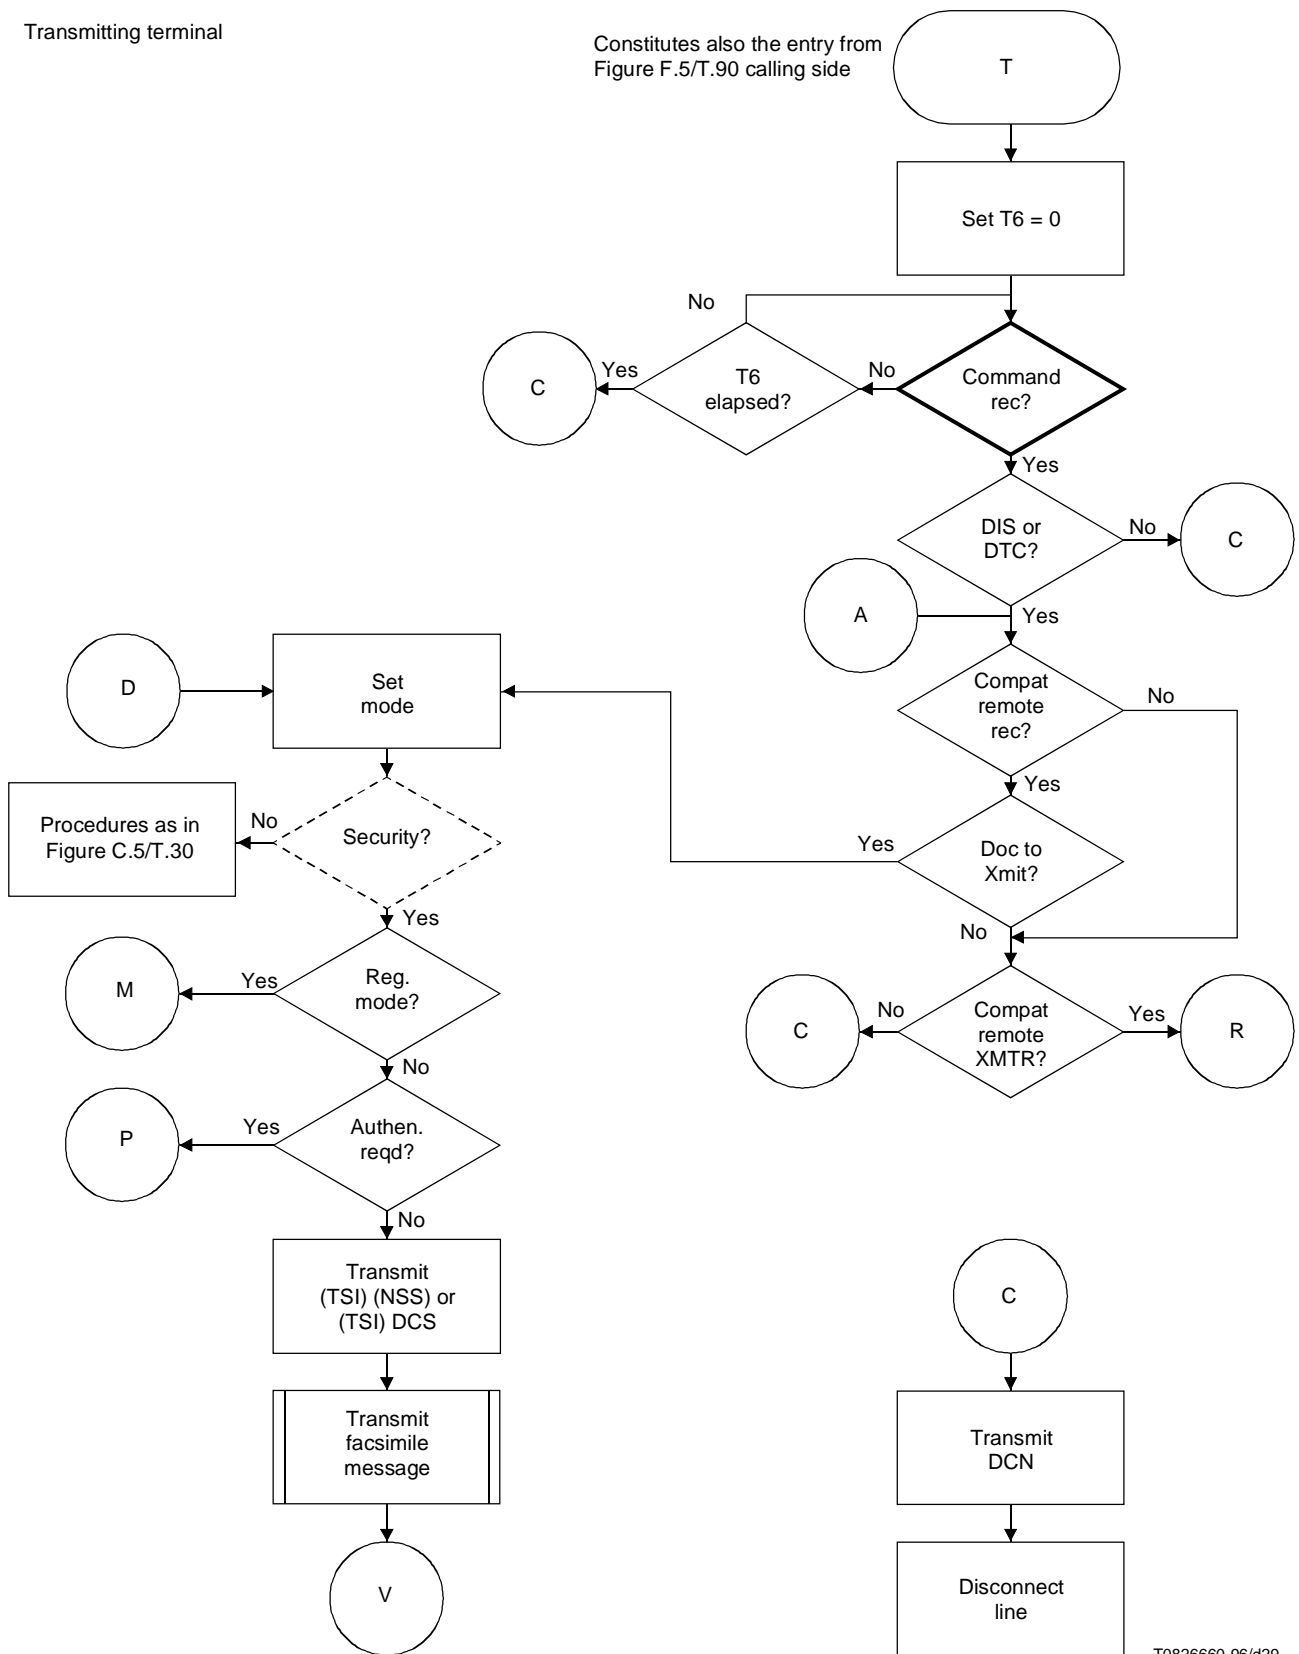 Transmitting terminal
Constitutes also the entry from
Figure F.5/T.90 calling side
T
Set T6 = 0
No
C
Yes
T6
elapsed?
No
Command
rec?
Yes
DIS or
DTC?
No
C
A
Yes
D
Set
mode
Compat
remote
rec?
No
Yes
Procedures as in
Figure C.5/T.30
No
Security?
Yes
Doc to
Xmit?
Yes
No
M
Yes
Reg.
mode?
C
No
Compat
remote
XMTR?
Yes
R
No
P
Yes
Authen.
reqd?
No
Transmit
(TSI) (NSS) or
(TSI) DCS
C
Transmit
facsimile
message
Transmit
DCN
V
Disconnect
line
T0826660-96/d29